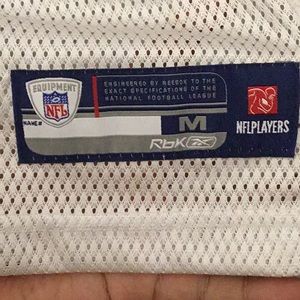 EQUIPMENT
NFL
NAME
ENGINEERED BY REEBOK TO THE
EXACT SPECIFICATIONS OF THE
NATIONAL FOOTBALL LEAGUE
M
RbK
NFLPLAYERS